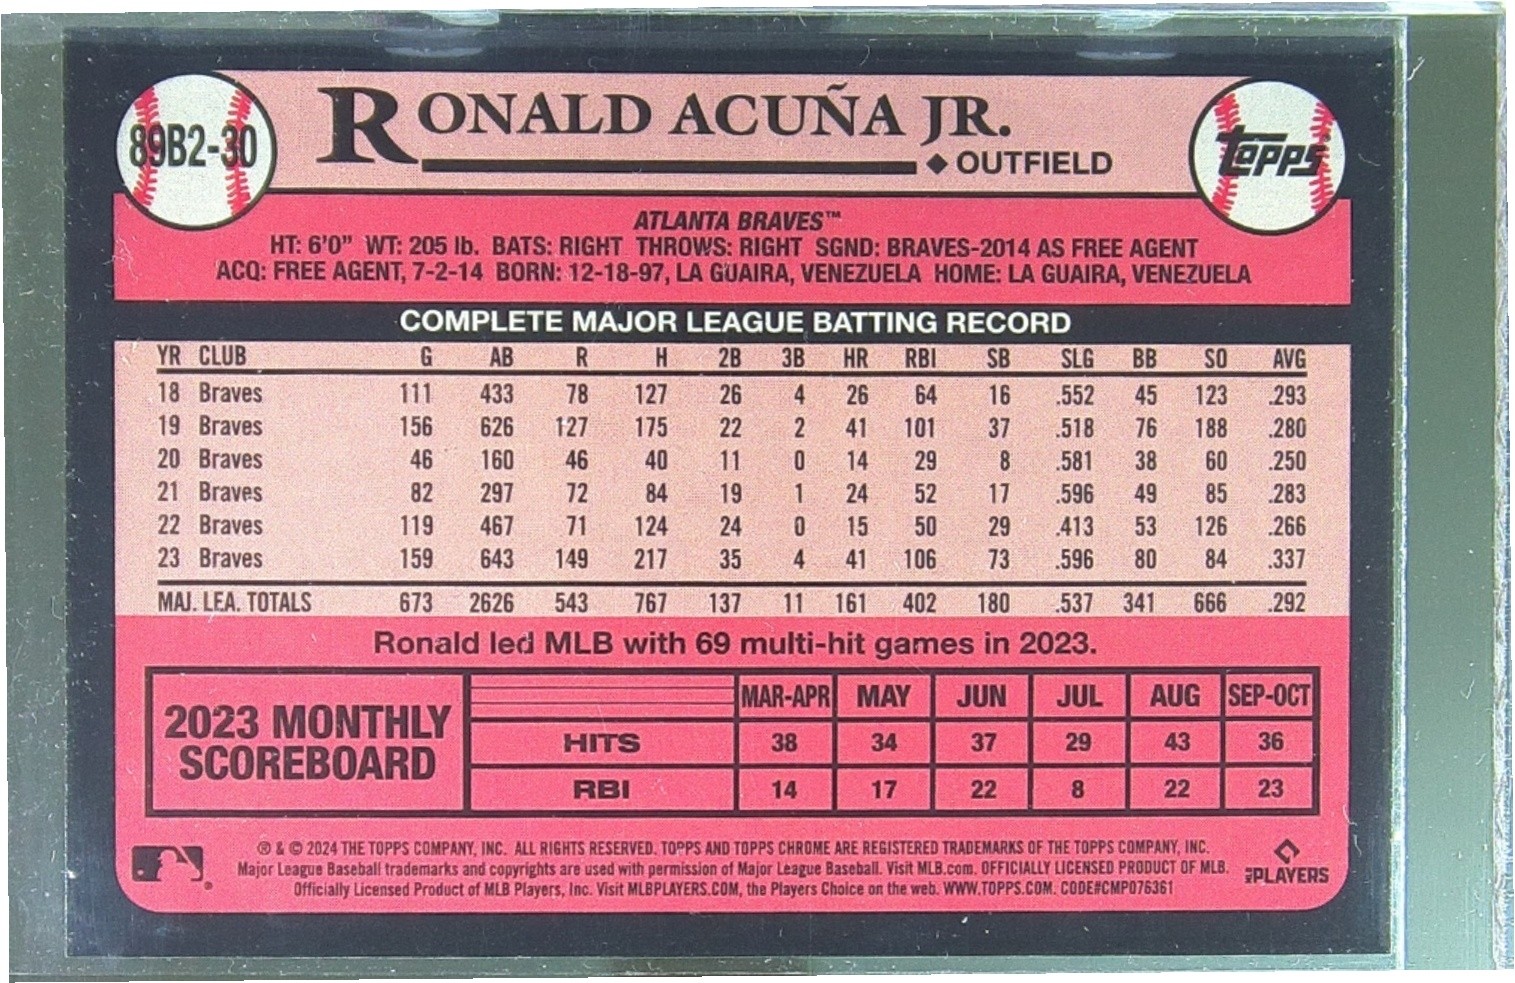 89B2-30
RONALD ACUÑA JR.
◆ OUTFIELD
topps
ATLANTA BRAVES™
HT: 6'0" WT: 205 lb. BATS: RIGHT THROWS: RIGHT SGND: BRAVES-2014 AS FREE AGENT
ACQ: FREE AGENT, 7-2-14 BORN: 12-18-97, LA GUAIRA, VENEZUELA HOME: LA GUAIRA, VENEZUELA
COMPLETE MAJOR LEAGUE BATTING RECORD
YR CLUB G AB R H 2B 3B HR RBI SB SLG BB SO AVG
18 Braves 111 433 78 127 26 4 26 64 16 .552 45 123 .293
19 Braves 156 626 127 175 22 2 41 101 37 .518 76 188 .280
20 Braves 46 160 46 40 11 0 14 29 8 .581 38 60 .250
21 Braves 82 297 72 84 19 1 24 52 17 .596 49 85 .283
22 Braves 119 467 71 124 24 0 15 50 29 .413 53 126 .266
23 Braves 159 643 149 217 35 4 41 106 73 .596 80 84 .337
MAJ. LEA. TOTALS 673 2626 543 767 137 11 161 402 180 .537 341 666 .292
Ronald led MLB with 69 multi-hit games in 2023.
2023 MONTHLY SCOREBOARD
MAR-APR MAY JUN JUL AUG SEP-OCT
HITS 38 34 37 29 43 36
RBI 14 17 22 8 22 23
® & © 2024 THE TOPPS COMPANY, INC. ALL RIGHTS RESERVED. TOPPS AND TOPPS CHROME ARE REGISTERED TRADEMARKS OF THE TOPPS COMPANY, INC.
Major League Baseball trademarks and copyrights are used with permission of Major League Baseball. Visit MLB.com. OFFICIALLY LICENSED PRODUCT OF MLB.
Officially Licensed Product of MLB Players, Inc. Visit MLBPLAYERS.COM, the Players Choice on the web. WWW.TOPPS.COM. CODE#CMP076361
MLB PLAYERS